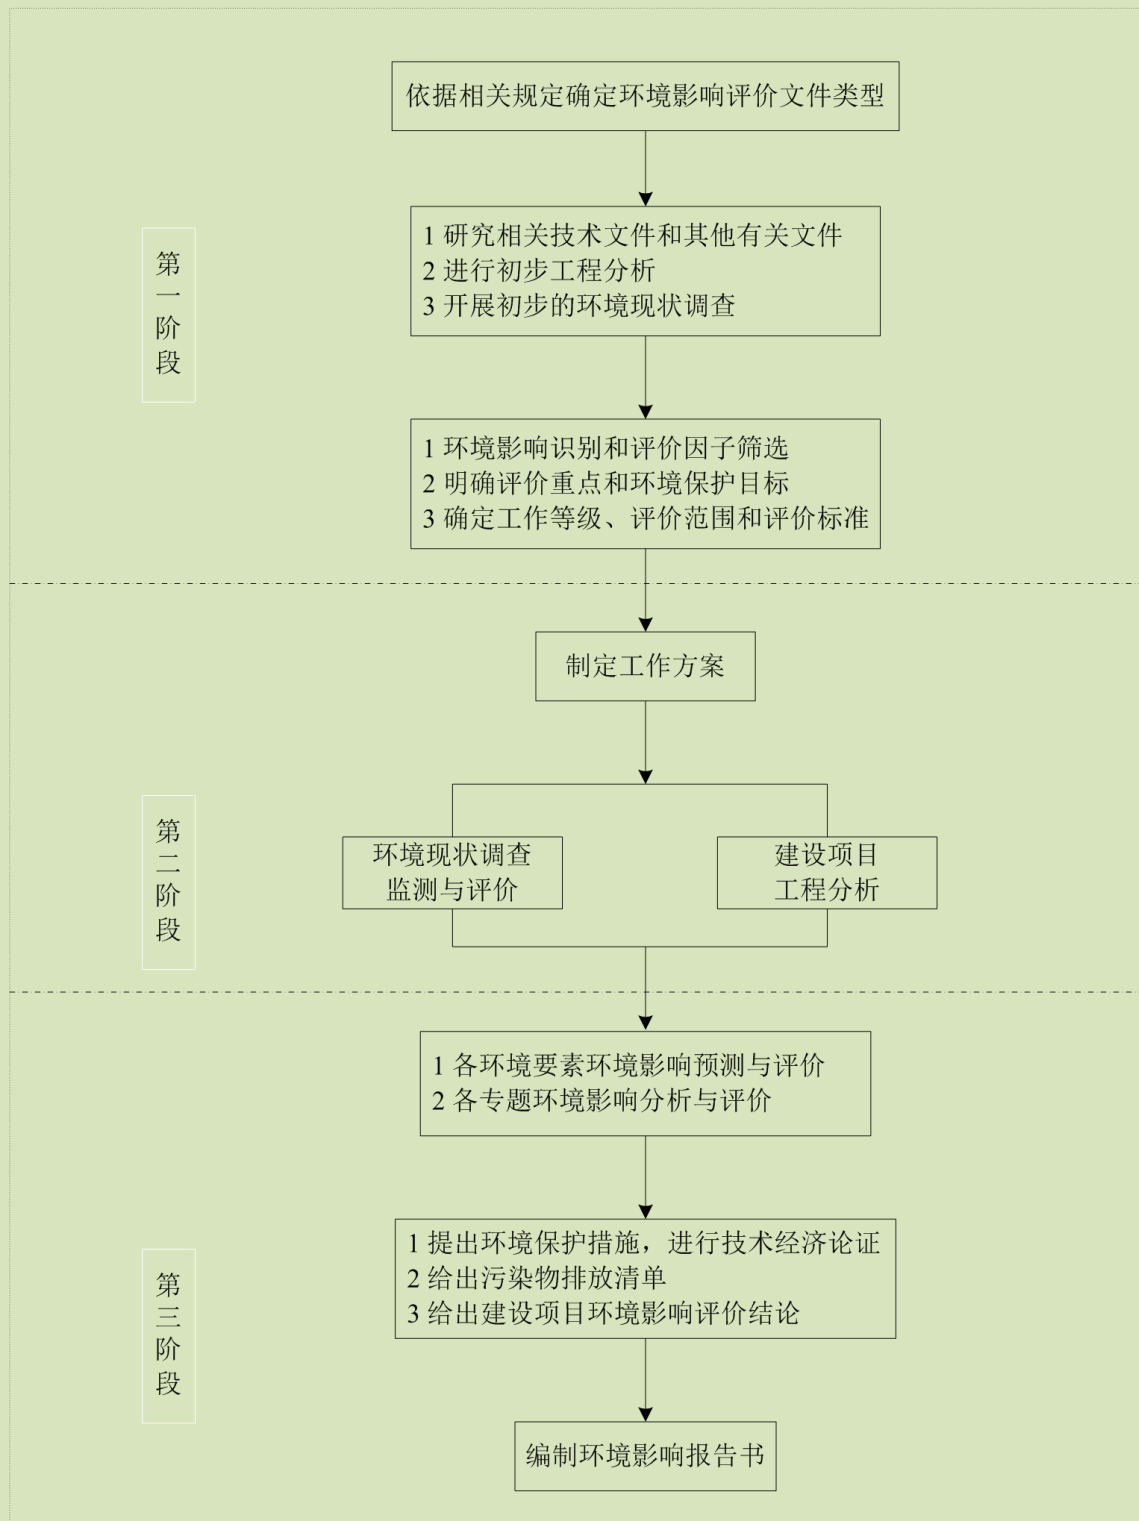 依据相关规定确定环境影响评价文件类型
第一阶段
1 研究相关技术文件和其他有关文件
2 进行初步工程分析
3 开展初步的环境现状调查
1 环境影响识别和评价因子筛选
2 明确评价重点和环境保护目标
3 确定工作等级、评价范围和评价标准
制定工作方案
第二阶段
环境现状调查
监测与评价
建设项目
工程分析
1 各环境要素环境影响预测与评价
2 各专题环境影响分析与评价
第三阶段
1 提出环境保护措施，进行技术经济论证
2 给出污染物排放清单
3 给出建设项目环境影响评价结论
编制环境影响报告书